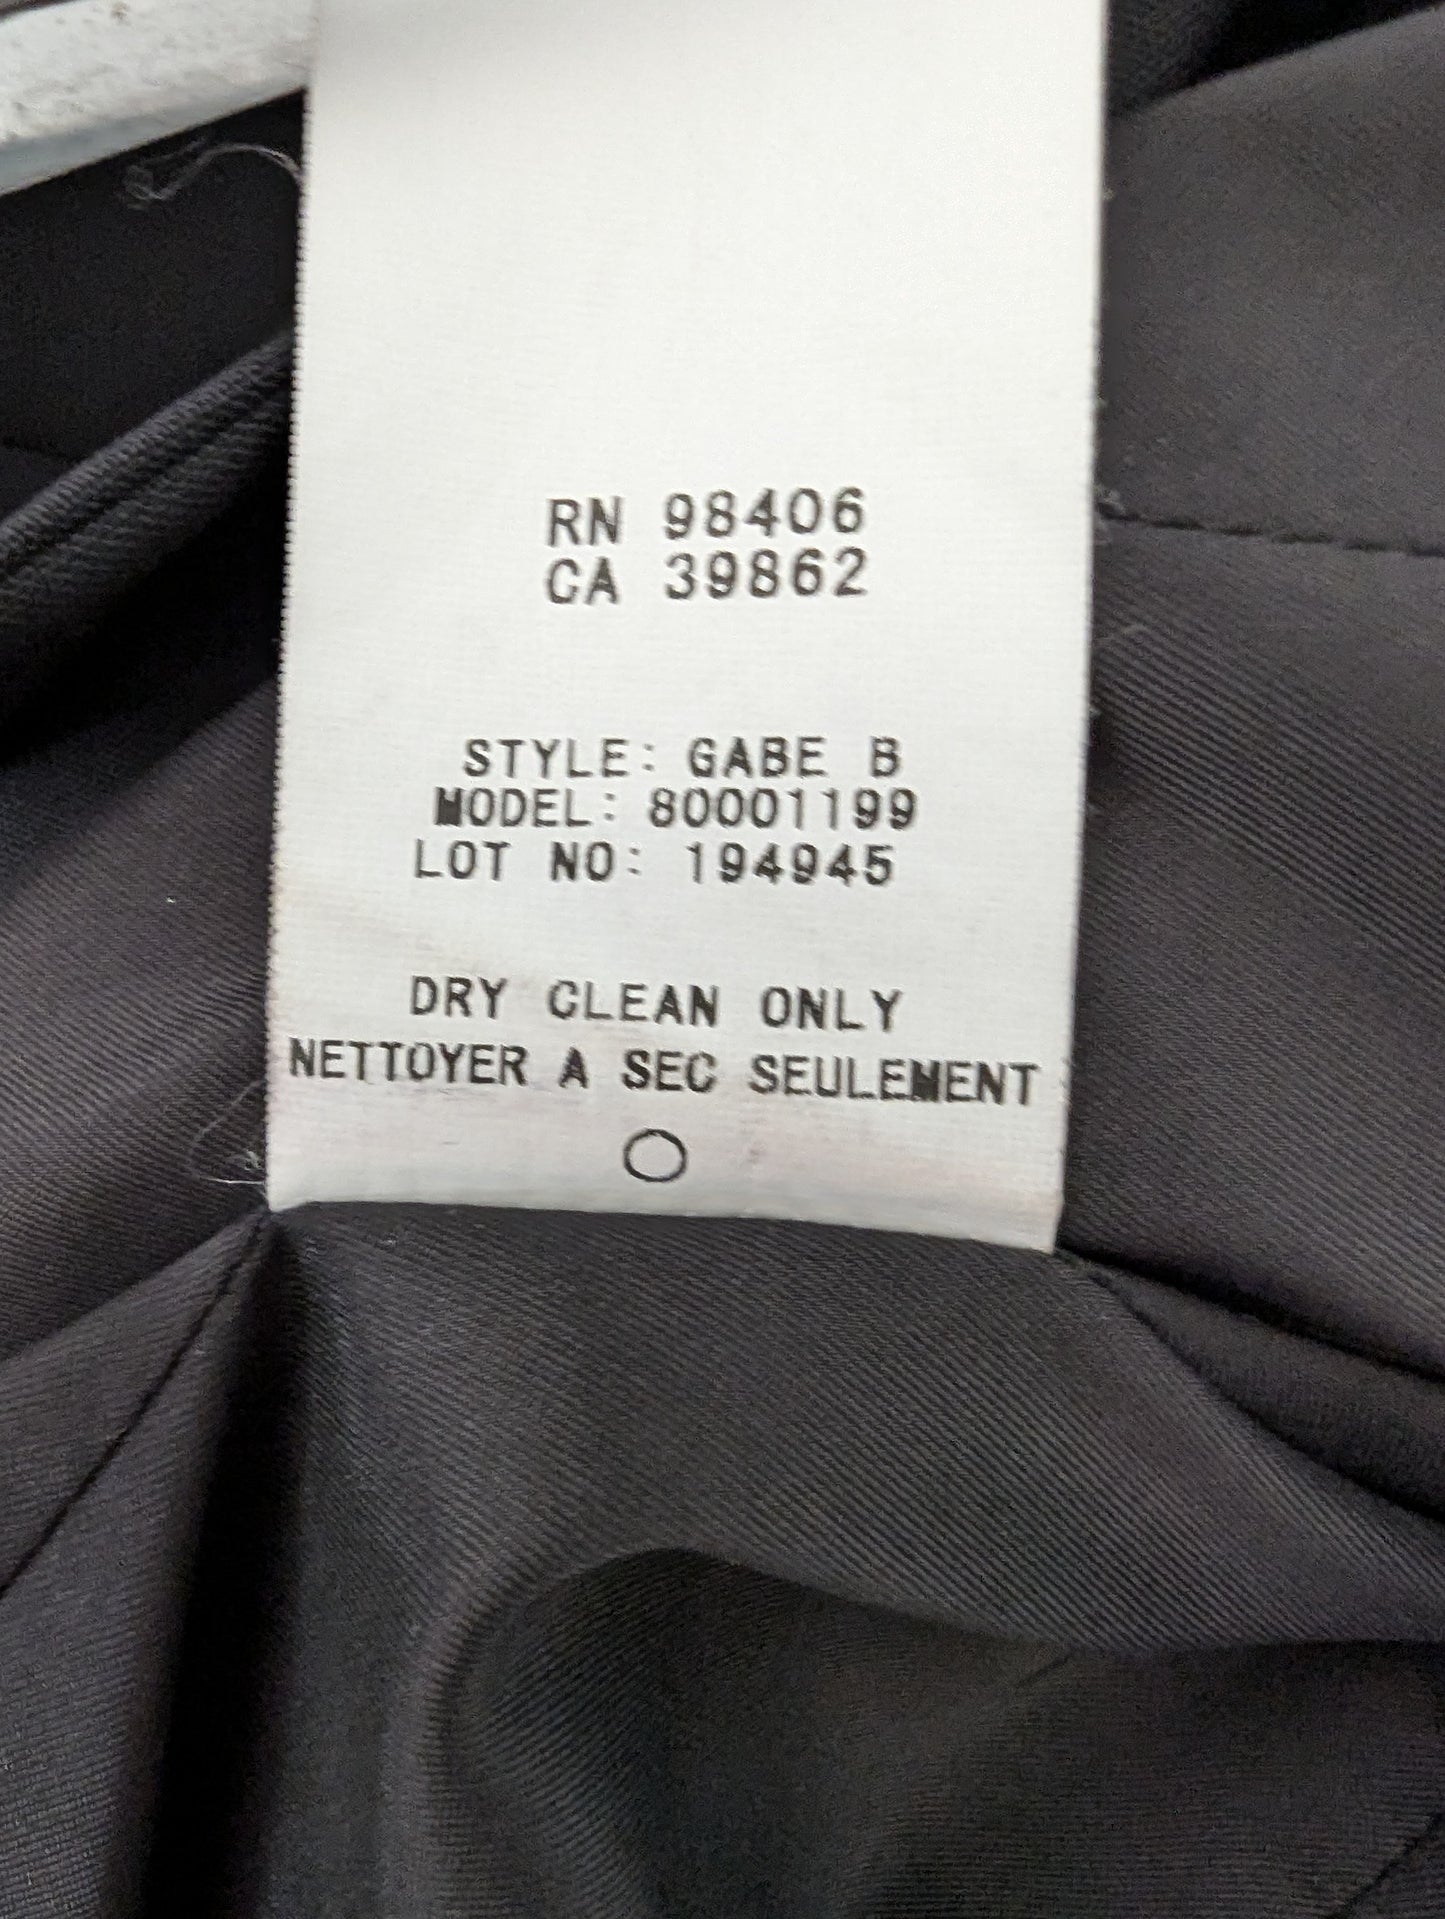 RN 98406
CA 39862
STYLE: GABE B
MODEL: 80001199
LOT NO: 194945
DRY CLEAN ONLY
NETTOYER A SEC SEULEMENT